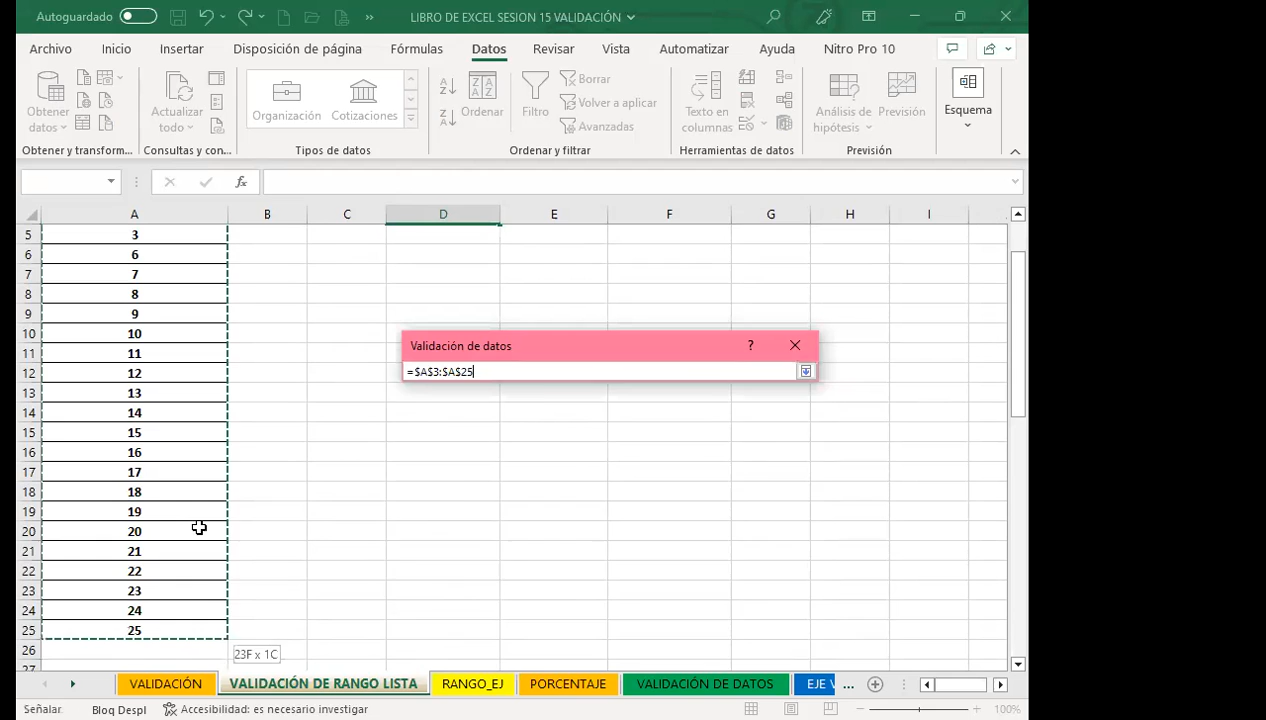 Autoguardado
LIBRO DE EXCEL SESION 15 VALIDACIÓN
Archivo Inicio Insertar Disposición de página Fórmulas Datos Revisar Vista Automatizar Ayuda Nitro Pro 10
Obtener datos
Actualizar todo
Organización Cotizaciones
Ordenar
Filtro
Borrar
Volver a aplicar
Avanzadas
Texto en columnas
Análisis de hipótesis
Previsión
Esquema
Obtener y transform... Consultas y con... Tipos de datos Ordenar y filtrar Herramientas de datos Previsión
fx
A B C D E F G H I
5 3
6 6
7 7
8 8
9 9
10 10
11 11
12 12
13 13
14 14
15 15
16 16
17 17
18 18
19 19
20 20
21 21
22 22
23 23
24 24
25 25
26
27
Validación de datos ?
=$A$3:$A$25
23F x 1C
VALIDACIÓN VALIDACIÓN DE RANGO LISTA RANGO_EJ PORCENTAJE VALIDACIÓN DE DATOS EJE V ...
Señalar Bloq Despl Accesibilidad: es necesario investigar 100%